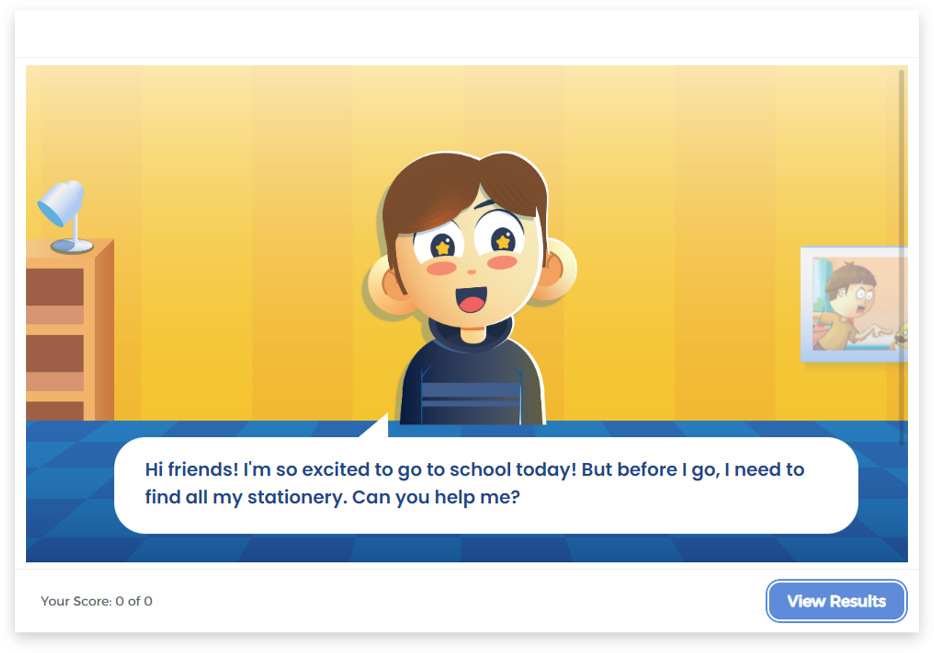 Hi friends! I'm so excited to go to school today! But before I go, I need to
find all my stationery. Can you help me?
Your Score: 0 of 0
View Results